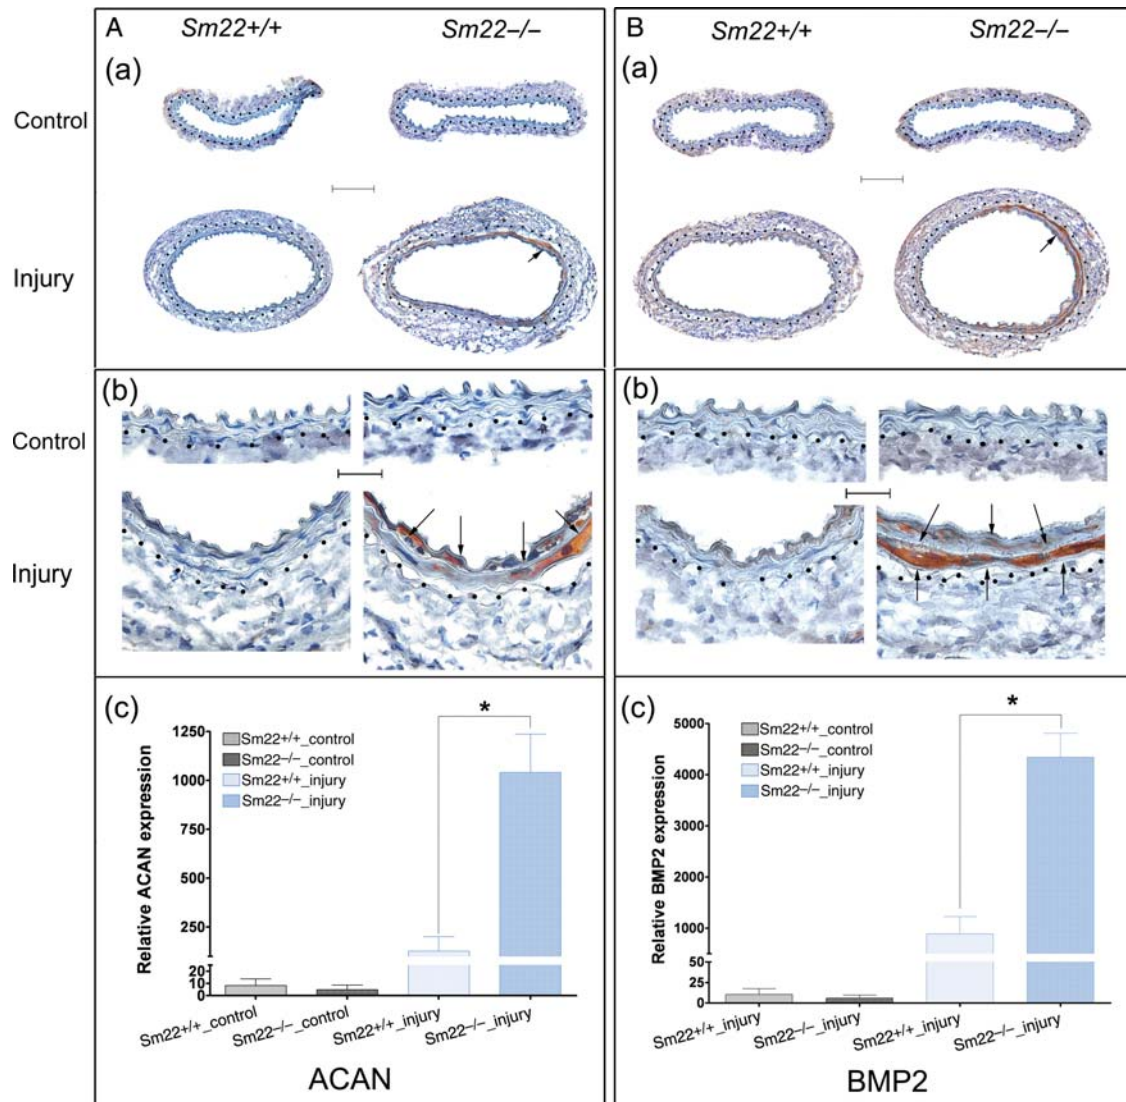 A Sm22+/+ Sm22−/− B Sm22+/+ Sm22−/−
(a) (a)
Control
Injury
(b) (b)
Control
Injury
(c)
*
Sm22+/+_control
Sm22−/−_control
Sm22+/+_injury
Sm22−/−_injury
Relative ACAN expression
1250
1000
750
500
250
20
10
0
Sm22+/+_control Sm22−/−_control Sm22+/+_injury Sm22−/−_injury
ACAN
(c)
*
Sm22+/+_control
Sm22−/−_control
Sm22+/+_injury
Sm22−/−_injury
Relative BMP2 expression
5000
4000
3000
2000
1000
50
25
0
Sm22+/+_injury Sm22−/−_injury Sm22+/+_injury Sm22−/−_injury
BMP2